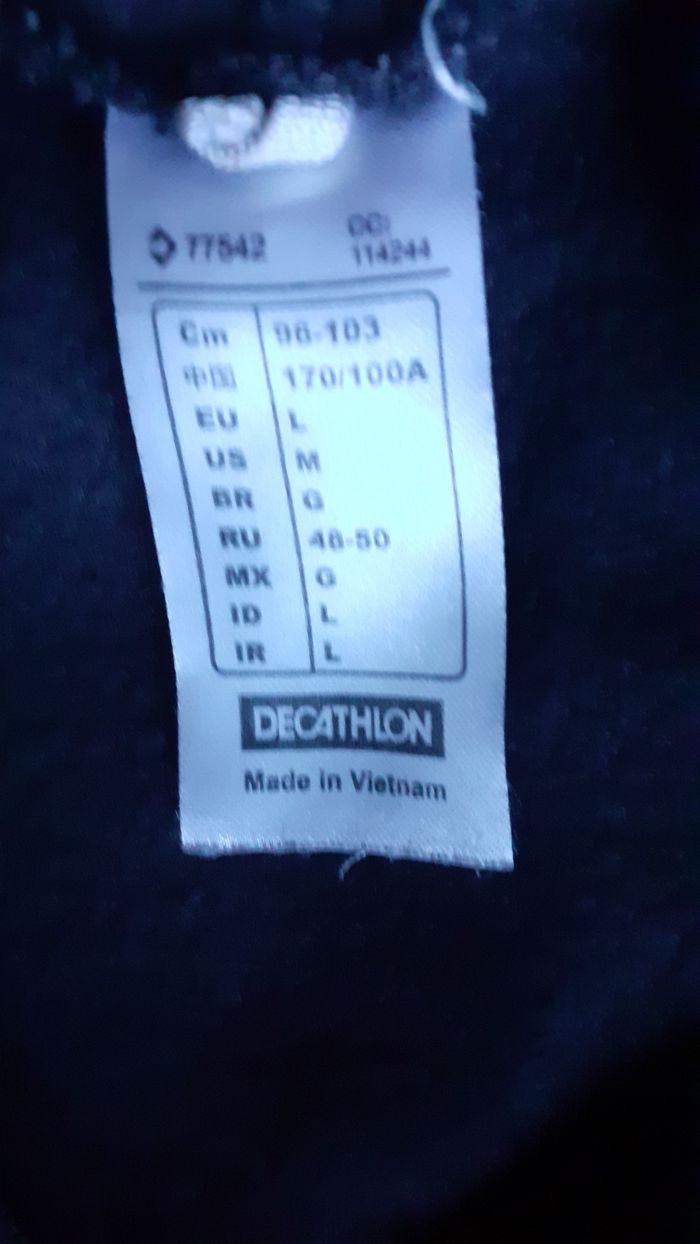 77542
114244
Cm 96-103
中国 170/100A
EU L
US M
BR G
RU 48-50
MX G
ID L
IR L
DECATHLON
Made in Vietnam